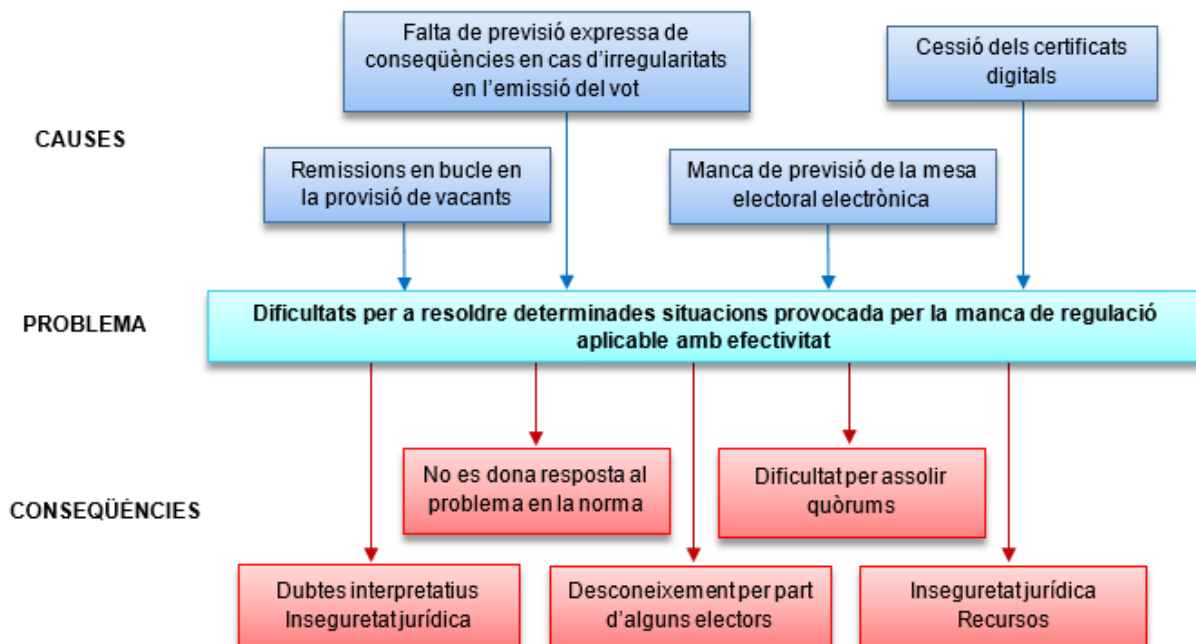 Falta de previsió expressa de
conseqüències en cas d'irregularitats
en l'emissió del vot
Cessió dels certificats
digitals
CAUSES
Remissions en bucle en
la provisió de vacants
Manca de previsió de la mesa
electoral electrònica
PROBLEMA
Dificultats per a resoldre determinades situacions provocada per la manca de regulació
aplicable amb efectivitat
CONSEQÜÈNCIES
No es dona resposta al
problema en la norma
Dificultat per assolir
quòrums
Dubtes interpretatius
Inseguretat jurídica
Desconeixement per part
d'alguns electors
Inseguretat jurídica
Recursos